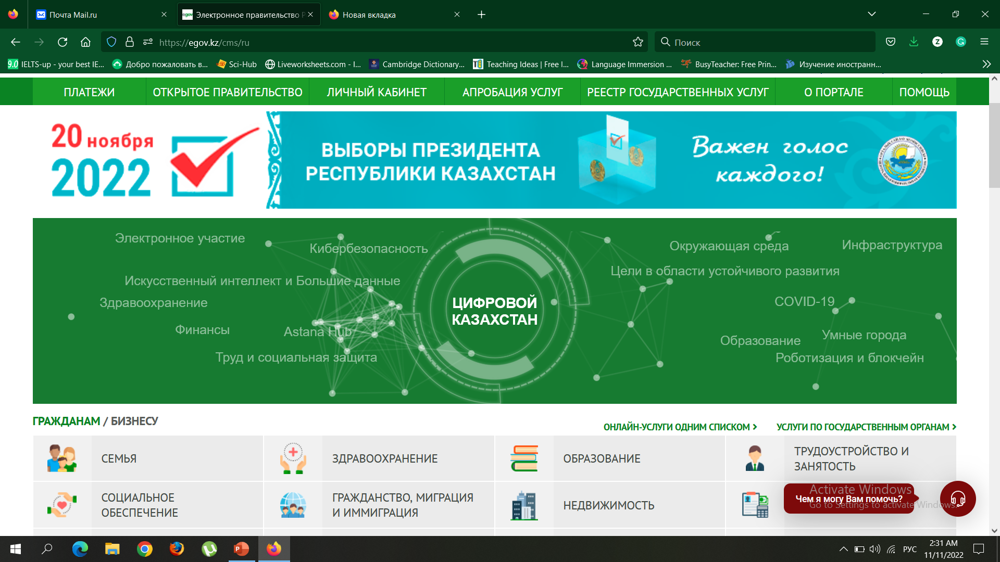 Почта Mail.ru
Электронное правительство Р
Новая вкладка
https://egov.kz/cms/ru
Поиск
9.0 IELTS-up - your best IE...
Добро пожаловать в...
Sci-Hub
Liveworksheets.com - I...
Cambridge Dictionary...
Teaching Ideas | Free I...
Language Immersion ...
BusyTeacher: Free Prin...
Изучение иностранн...
ПЛАТЕЖИ
ОТКРЫТОЕ ПРАВИТЕЛЬСТВО
ЛИЧНЫЙ КАБИНЕТ
АПРОБАЦИЯ УСЛУГ
РЕЕСТР ГОСУДАРСТВЕННЫХ УСЛУГ
О ПОРТАЛЕ
ПОМОЩЬ
20 ноября
2022
ВЫБОРЫ ПРЕЗИДЕНТА
РЕСПУБЛИКИ КАЗАХСТАН
Важен голос
каждого!
Электронное участие
Кибербезопасность
Окружающая среда
Инфраструктура
Искусственный интеллект и Большие данные
Цели в области устойчивого развития
Здравоохранение
ЦИФРОВОЙ
КАЗАХСТАН
COVID-19
Финансы
Astana Hub
Образование
Умные города
Труд и социальная защита
Роботизация и блокчейн
ГРАЖДАНАМ / БИЗНЕСУ
ОНЛАЙН-УСЛУГИ ОДНИМ СПИСКОМ
УСЛУГИ ПО ГОСУДАРСТВЕННЫМ ОРГАНАМ
СЕМЬЯ
ЗДРАВООХРАНЕНИЕ
ОБРАЗОВАНИЕ
ТРУДОУСТРОЙСТВО И
ЗАНЯТОСТЬ
СОЦИАЛЬНОЕ
ОБЕСПЕЧЕНИЕ
ГРАЖДАНСТВО, МИГРАЦИЯ
И ИММИГРАЦИЯ
НЕДВИЖИМОСТЬ
Activate Windows
Чем я могу Вам помочь?
Go to Settings to activate Windows.
РУС
2:31 AM
11/11/2022